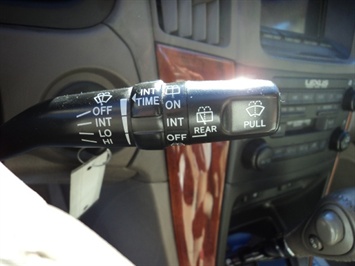 OFF
INT
LO
HI
INT
TIME
ON
INT
OFF
REAR
PULL